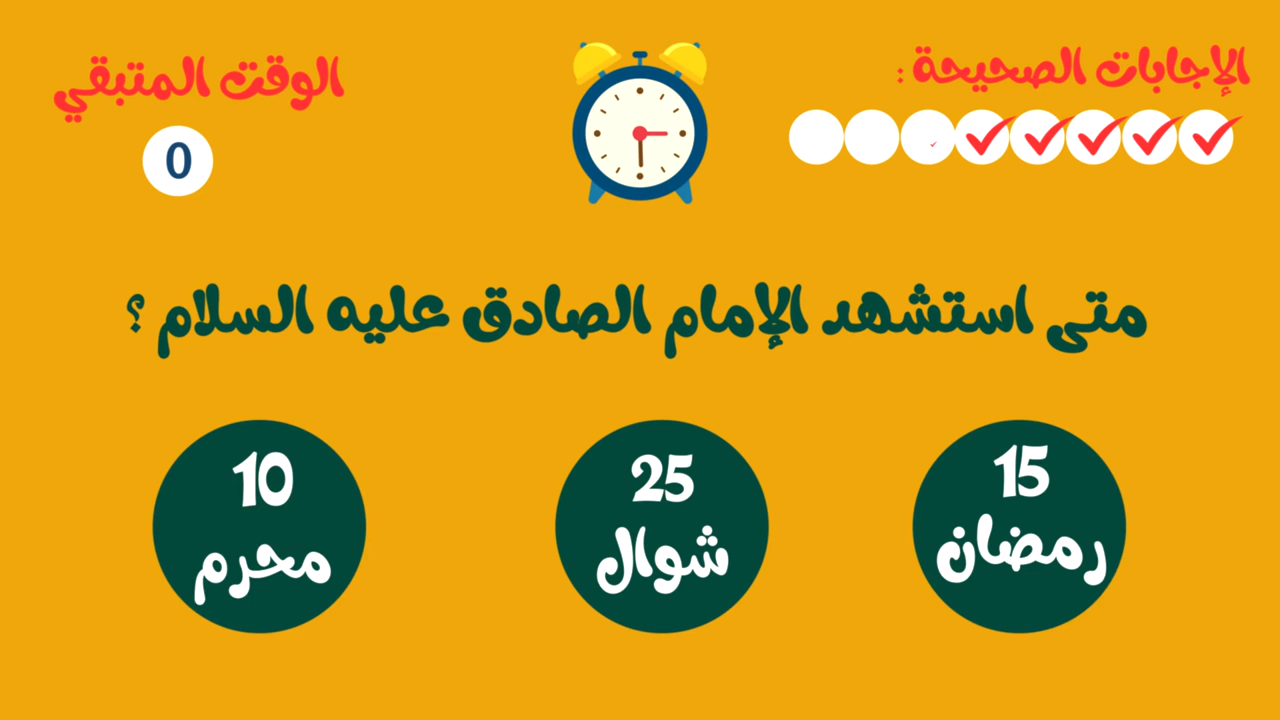 الإجابات الصحيحة :
الوقت المتبقي
0
متى استشهد الإمام الصادق عليه السلام ؟
15
رمضان
25
شوال
10
محرم